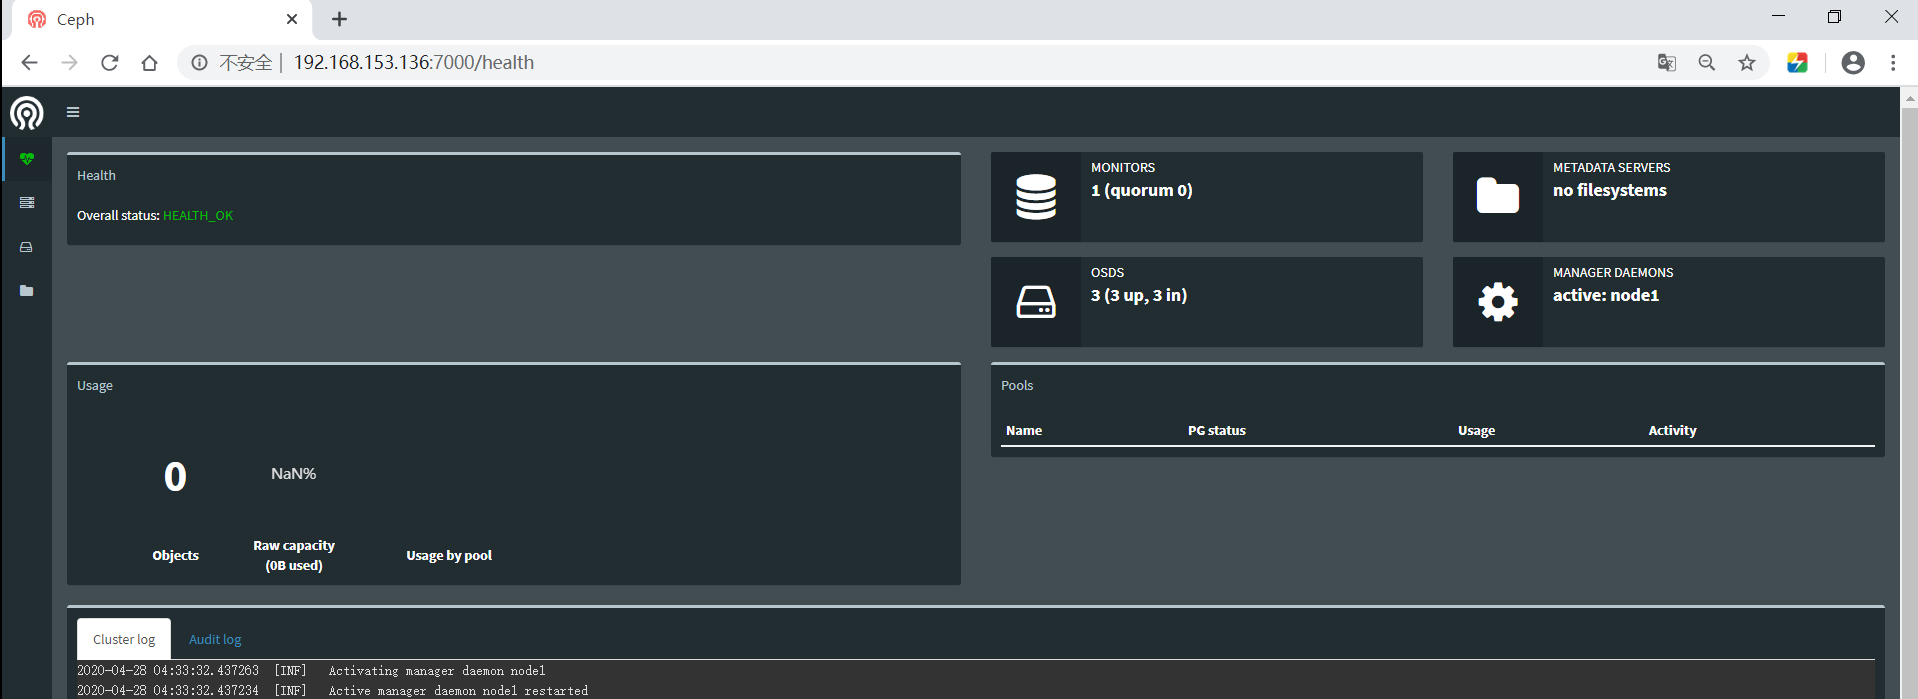 Ceph
不安全 192.168.153.136:7000/health
Health
Overall status: HEALTH_OK
MONITORS
1 (quorum 0)
METADATA SERVERS
no filesystems
OSDS
3 (3 up, 3 in)
MANAGER DAEMONS
active: node1
Usage
0
NaN%
Objects
Raw capacity
(0B used)
Usage by pool
Pools
Name PG status Usage Activity
Cluster log Audit log
2020-04-28 04:33:32.437263 [INF] Activating manager daemon node1
2020-04-28 04:33:32.437234 [INF] Active manager daemon node1 restarted